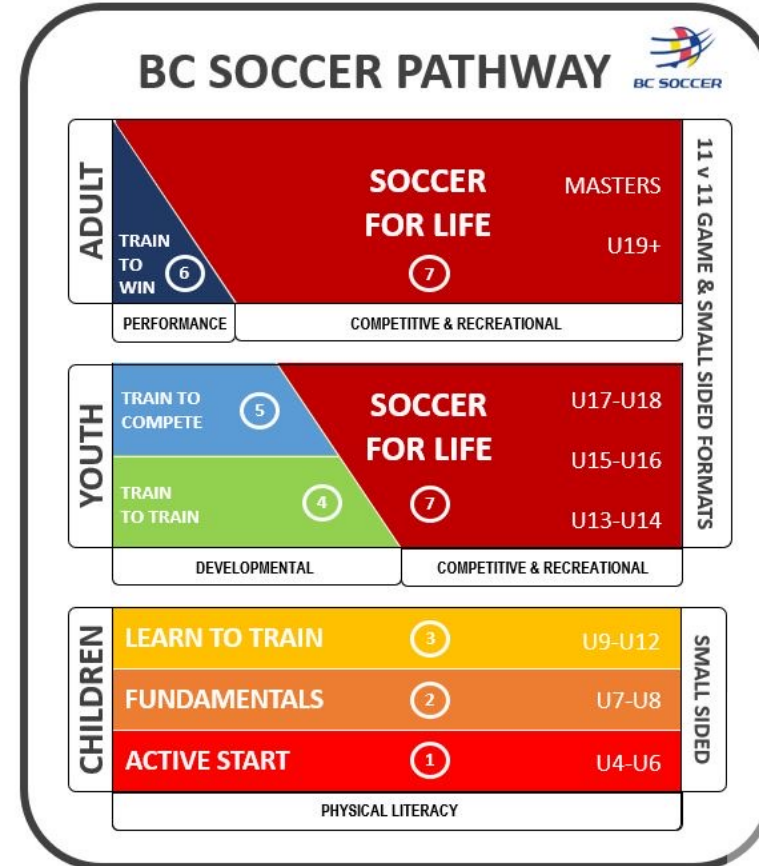 BC SOCCER PATHWAY
BC SOCCER
ADULT
TRAIN
TO
WIN
6
SOCCER
FOR LIFE
7
MASTERS
U19+
PERFORMANCE
COMPETITIVE & RECREATIONAL
11 v 11 GAME & SMALL SIDED FORMATS
YOUTH
TRAIN TO
COMPETE
5
TRAIN
TO TRAIN
4
SOCCER
FOR LIFE
7
U17-U18
U15-U16
U13-U14
DEVELOPMENTAL
COMPETITIVE & RECREATIONAL
CHILDREN
LEARN TO TRAIN
3
U9-U12
FUNDAMENTALS
2
U7-U8
ACTIVE START
1
U4-U6
SMALL SIDED
PHYSICAL LITERACY